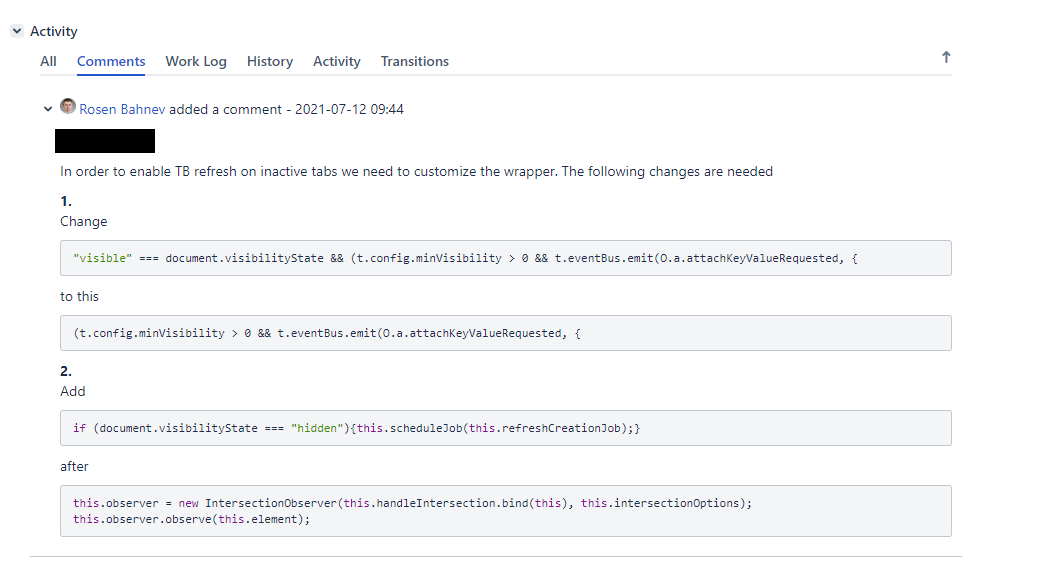 Activity
All Comments Work Log History Activity Transitions
Rosen Bahnev added a comment - 2021-07-12 09:44
In order to enable TB refresh on inactive tabs we need to customize the wrapper. The following changes are needed
1.
Change
"visible" === document.visibilityState && (t.config.minVisibility > 0 && t.eventBus.emit(O.a.attachKeyValueRequested, {
to this
(t.config.minVisibility > 0 && t.eventBus.emit(O.a.attachKeyValueRequested, {
2.
Add
if (document.visibilityState === "hidden"){this.scheduleJob(this.refreshCreationJob);}
after
this.observer = new IntersectionObserver(this.handleIntersection.bind(this), this.intersectionOptions);
this.observer.observe(this.element);